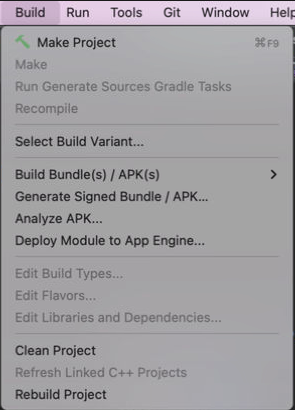 Build Run Tools Git Window Help
Make Project ⌘F9
Make
Run Generate Sources Gradle Tasks
Recompile
Select Build Variant...
Build Bundle(s) / APK(s)
Generate Signed Bundle / APK...
Analyze APK...
Deploy Module to App Engine...
Edit Build Types...
Edit Flavors...
Edit Libraries and Dependencies...
Clean Project
Refresh Linked C++ Projects
Rebuild Project